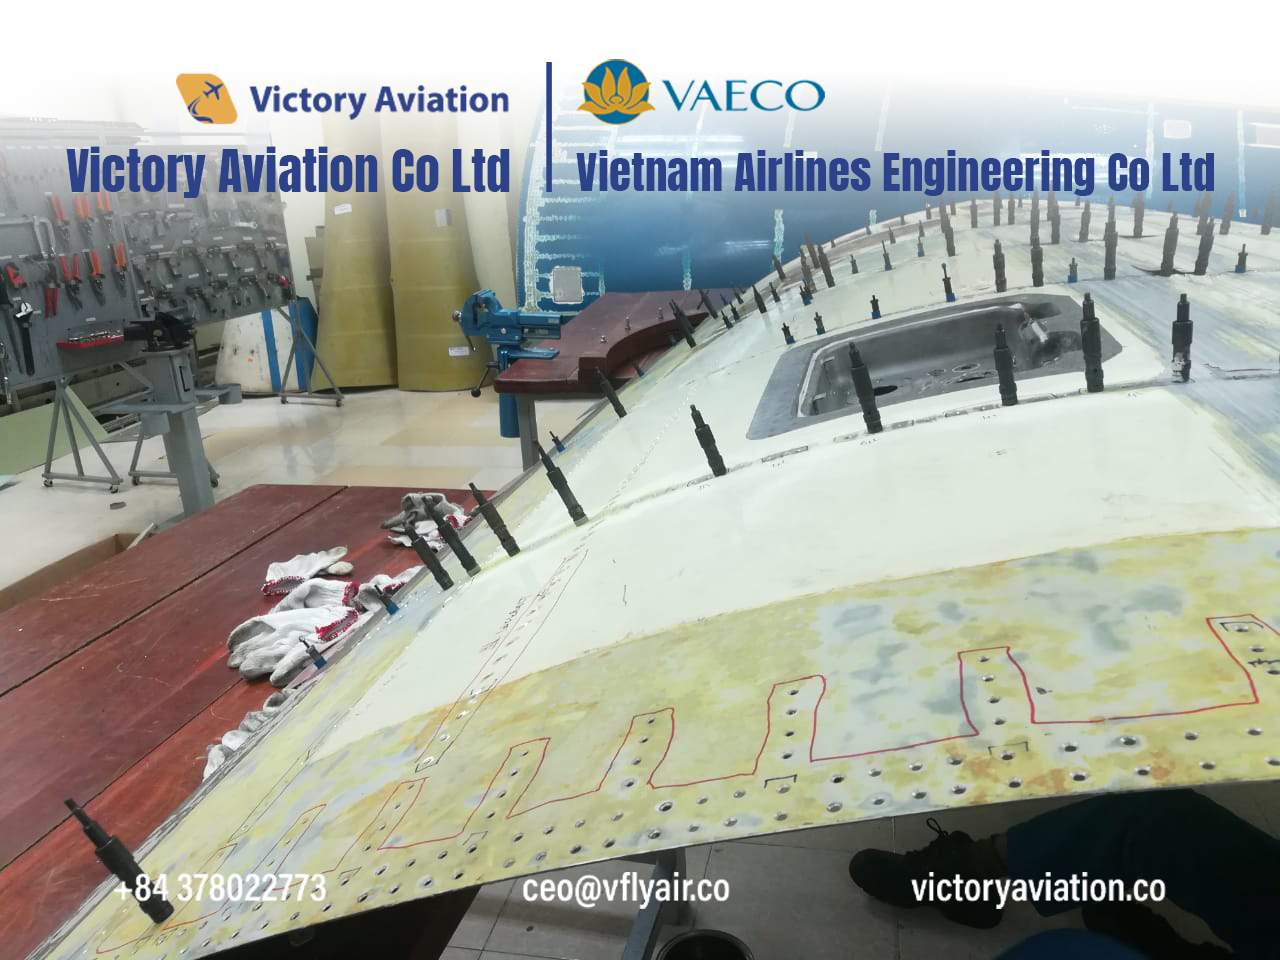 Victory Aviation
VAECO
Victory Aviation Co Ltd
Vietnam Airlines Engineering Co Ltd
+84 378022773
ceo@vflyair.co
victoryaviation.co